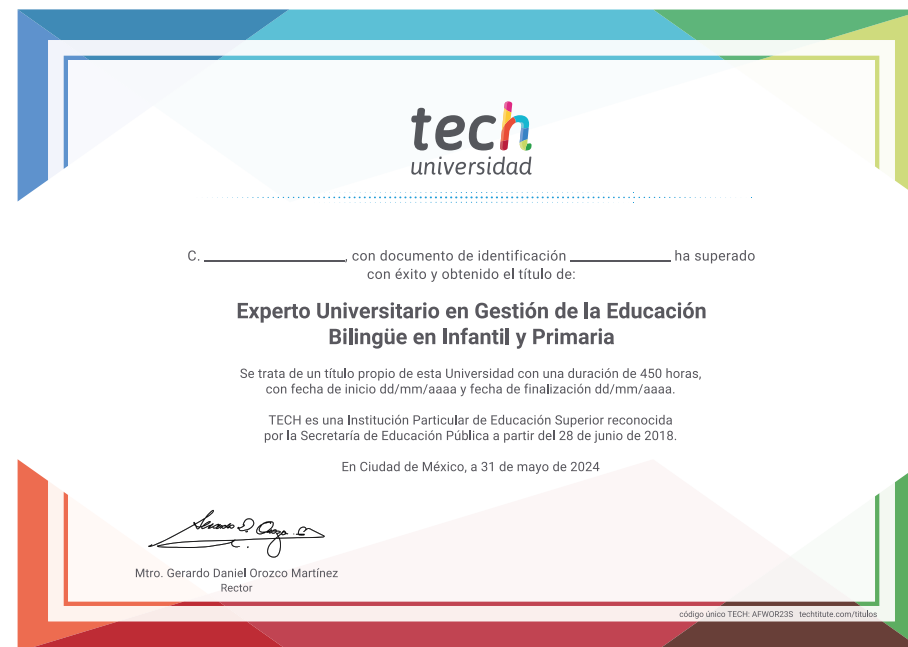 tech
universidad
C. ____________, con documento de identificación ____________ ha superado
con éxito y obtenido el título de:
Experto Universitario en Gestión de la Educación
Bilingüe en Infantil y Primaria
Se trata de un título propio de esta Universidad con una duración de 450 horas,
con fecha de inicio dd/mm/aaaa y fecha de finalización dd/mm/aaaa.
TECH es una Institución Particular de Educación Superior reconocida
por la Secretaría de Educación Pública a partir del 28 de junio de 2018.
En Ciudad de México, a 31 de mayo de 2024
Mtro. Gerardo Daniel Orozco Martínez
Rector
código único TECH: AFWOR23S techtitute.com/titulos